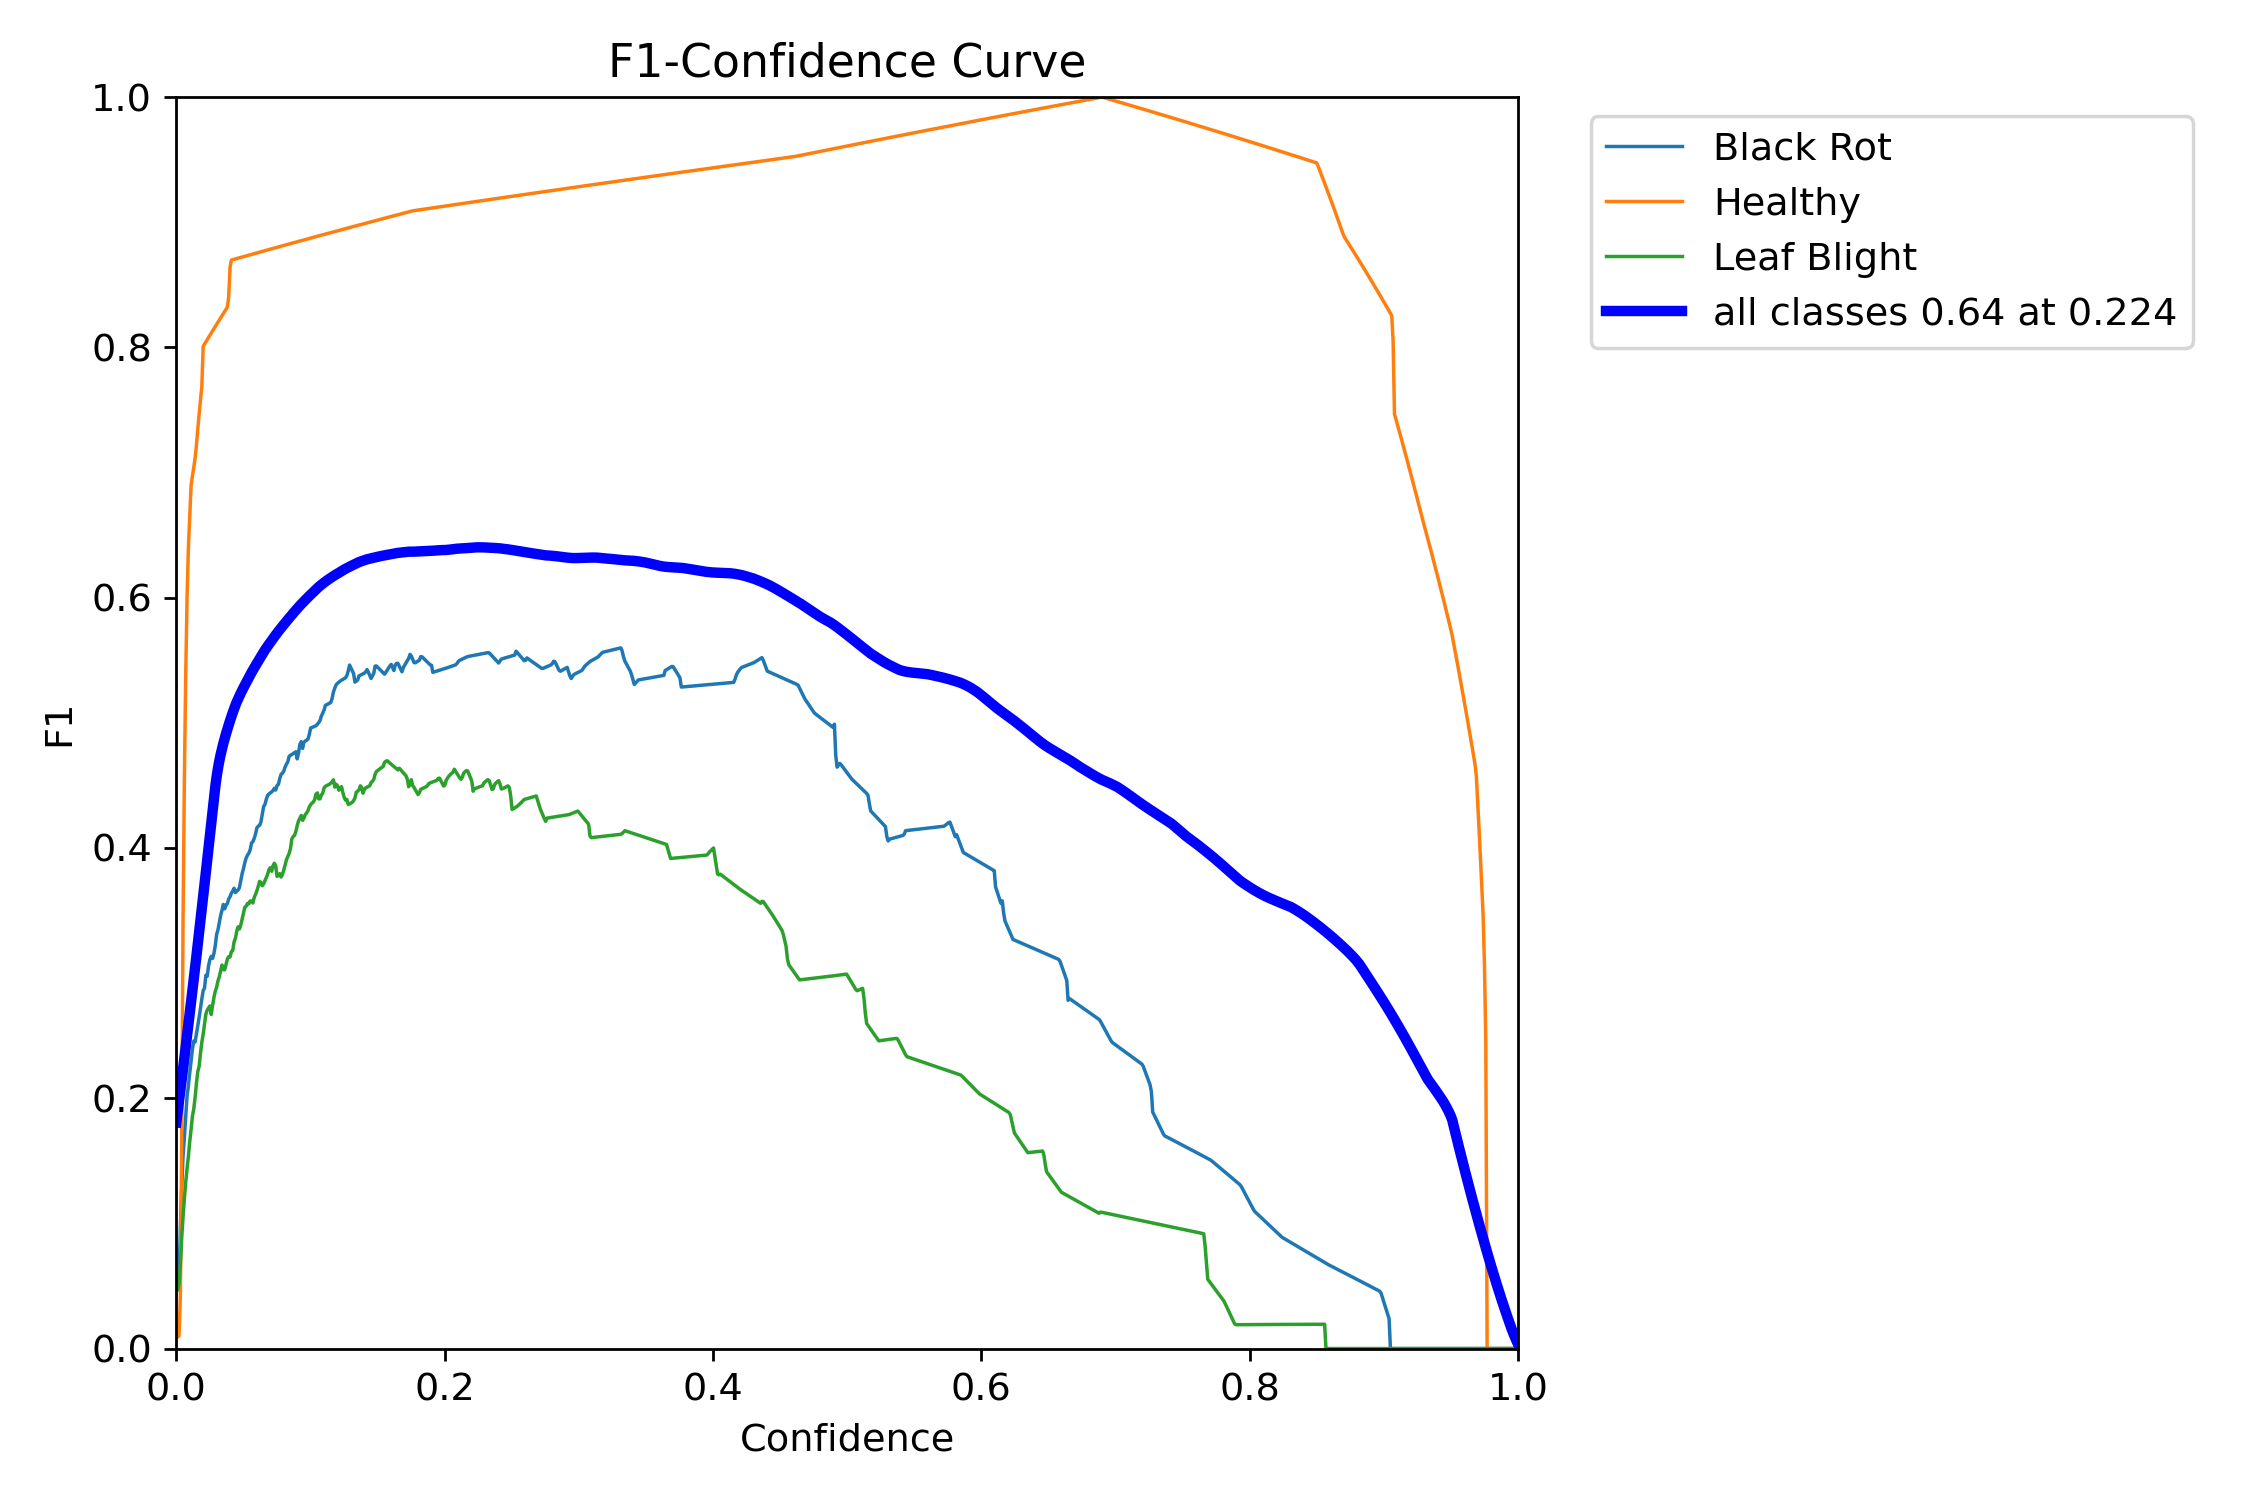 F1-Confidence Curve
1.0
0.8
0.6
0.4
0.2
0.0
F1
0.0 0.2 0.4 0.6 0.8 1.0
Confidence
Black Rot
Healthy
Leaf Blight
all classes 0.64 at 0.224